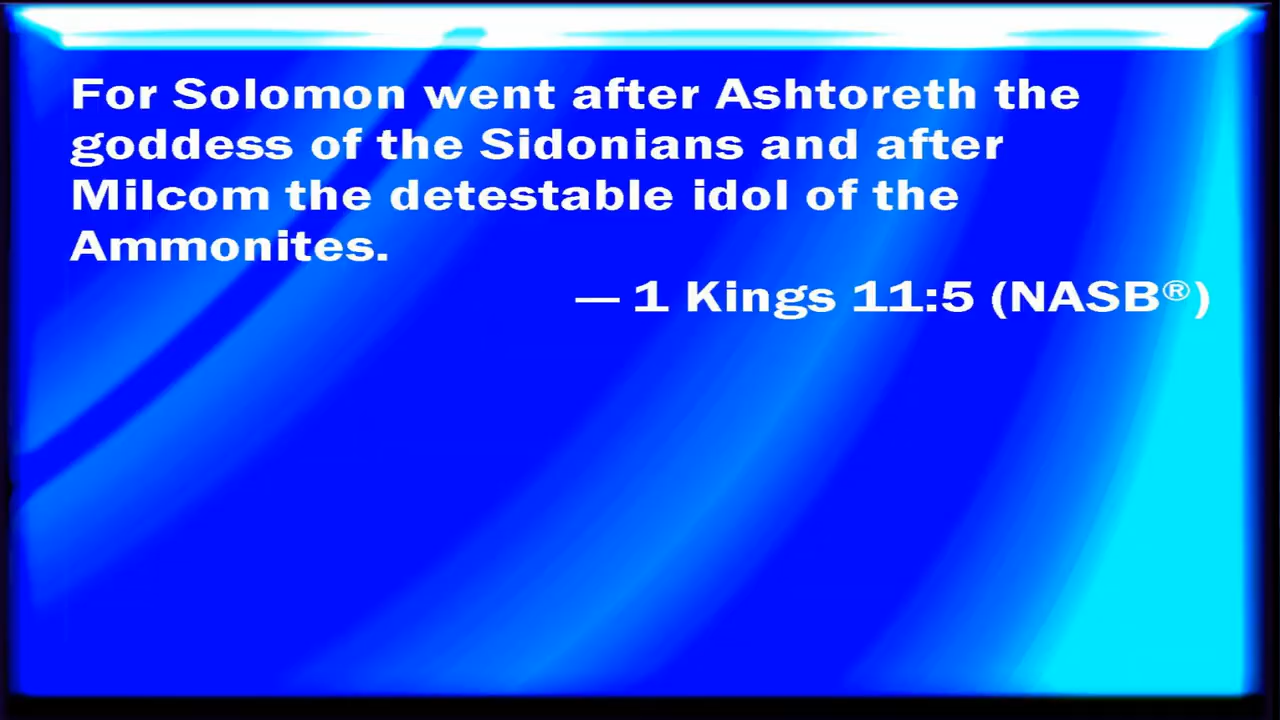 For Solomon went after Ashtoreth the
goddess of the Sidonians and after
Milcom the detestable idol of the
Ammonites.
— 1 Kings 11:5 (NASB®)